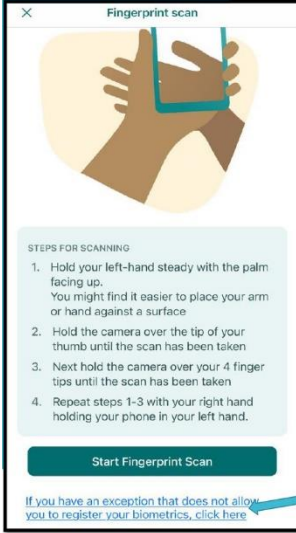 Fingerprint scan
STEPS FOR SCANNING
1. Hold your left-hand steady with the palm
facing up.
You might find it easier to place your arm
or hand against a surface
2. Hold the camera over the tip of your
thumb until the scan has been taken
3. Next hold the camera over your 4 finger
tips until the scan has been taken
4. Repeat steps 1-3 with your right hand
holding your phone in your left hand.
Start Fingerprint Scan
If you have an exception that does not allow
you to register your biometrics, click here